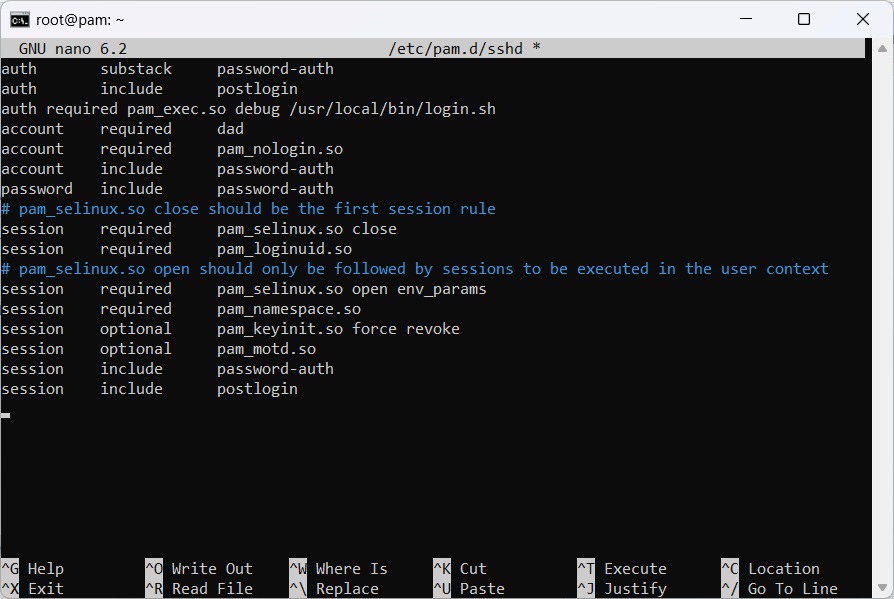 root@pam: ~
GNU nano 6.2 /etc/pam.d/sshd *
auth substack password-auth
auth include postlogin
auth required pam_exec.so debug /usr/local/bin/login.sh
account required dad
account required pam_nologin.so
account include password-auth
password include password-auth
# pam_selinux.so close should be the first session rule
session required pam_selinux.so close
session required pam_loginuid.so
# pam_selinux.so open should only be followed by sessions to be executed in the user context
session required pam_selinux.so open env_params
session required pam_namespace.so
session optional pam_keyinit.so force revoke
session optional pam_motd.so
session include password-auth
session include postlogin
^G Help ^O Write Out ^W Where Is ^K Cut ^T Execute ^C Location
^X Exit ^R Read File ^\ Replace ^U Paste ^J Justify ^/ Go To Line